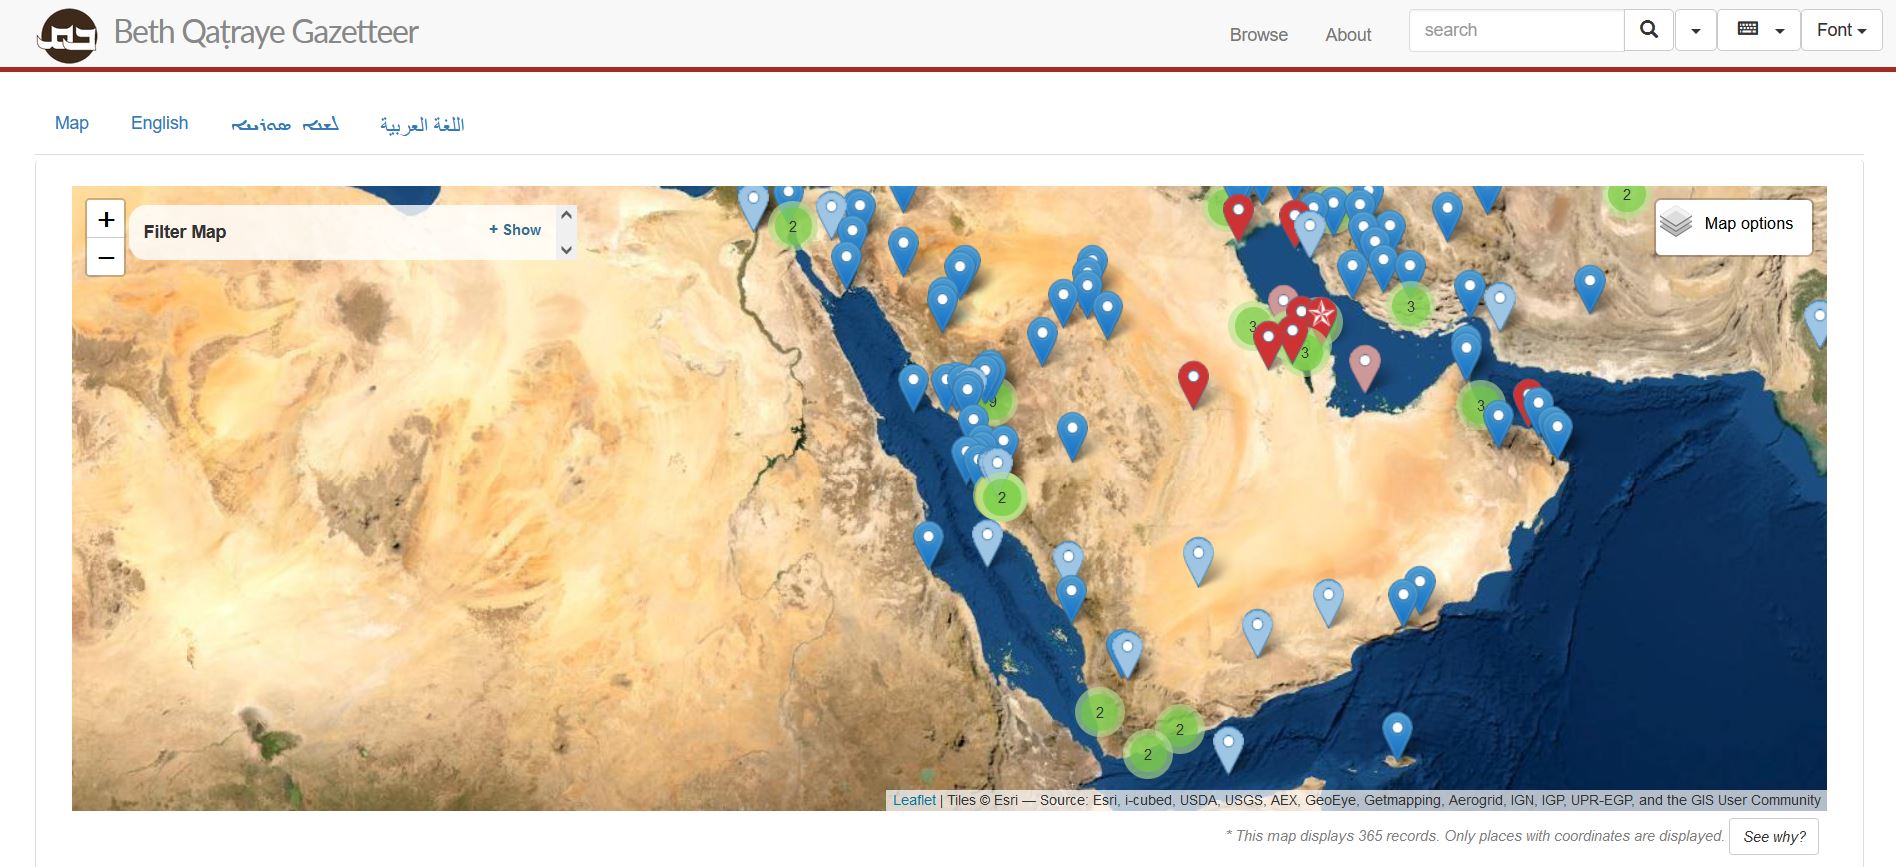 Beth Qaṭraye Gazetteer
Browse
About
search
Font
Map
English
ܠܫܢܐ ܣܘܪܝܝܐ
اللغة العربية
+
−
Filter Map
+ Show
Map options
2
2
3
3
3
3
9
2
2
2
2
Leaflet | Tiles © Esri — Source: Esri, i-cubed, USDA, USGS, AEX, GeoEye, Getmapping, Aerogrid, IGN, IGP, UPR-EGP, and the GIS User Community
* This map displays 365 records. Only places with coordinates are displayed.
See why?